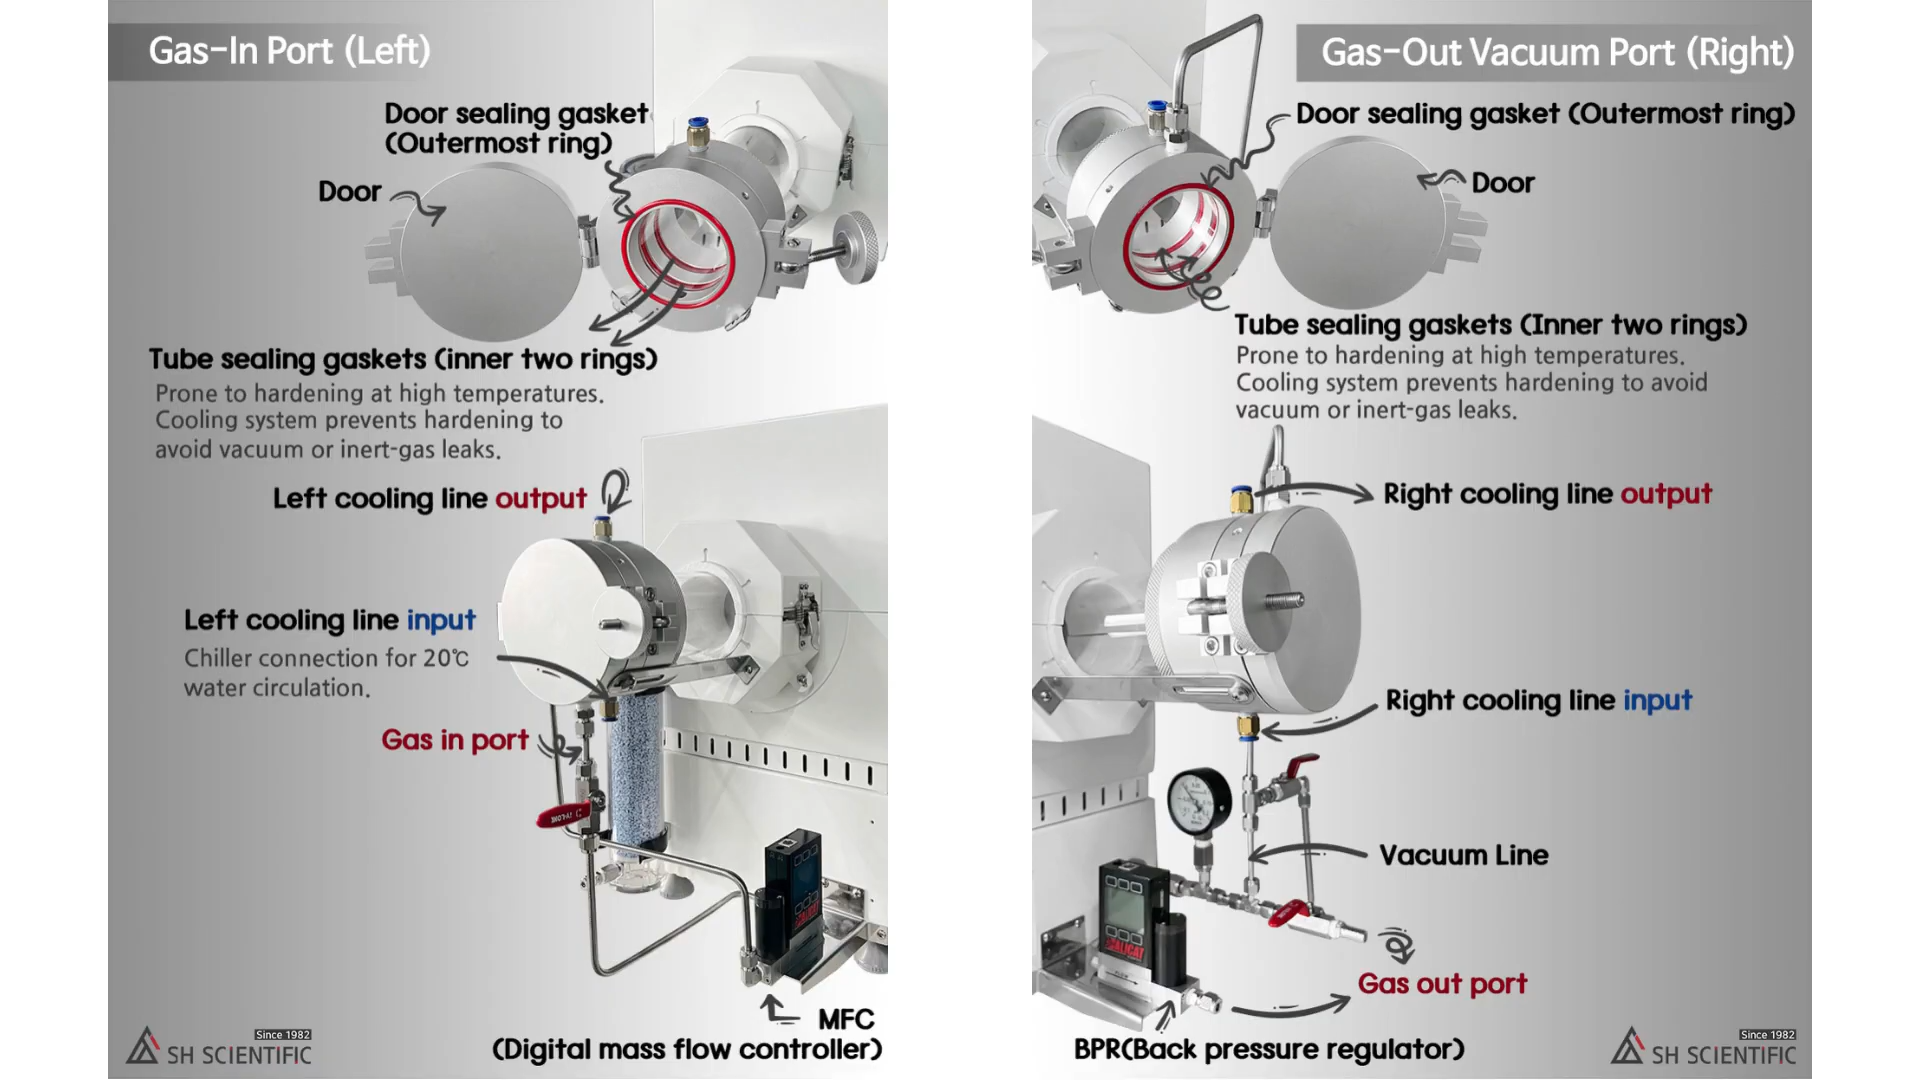 Gas-In Port (Left)
Door sealing gasket
(Outermost ring)
Door
Tube sealing gaskets (inner two rings)
Prone to hardening at high temperatures.
Cooling system prevents hardening to
avoid vacuum or inert-gas leaks.
Left cooling line output
Left cooling line input
Chiller connection for 20℃
water circulation.
Gas in port
ALICAT
MFC
(Digital mass flow controller)
Since 1982
SH SCIENTIFIC
Gas-Out Vacuum Port (Right)
Door sealing gasket (Outermost ring)
Door
Tube sealing gaskets (Inner two rings)
Prone to hardening at high temperatures.
Cooling system prevents hardening to avoid
vacuum or inert-gas leaks.
Right cooling line output
Right cooling line input
Vacuum Line
ALICAT
Gas out port
BPR(Back pressure regulator)
Since 1982
SH SCIENTIFIC